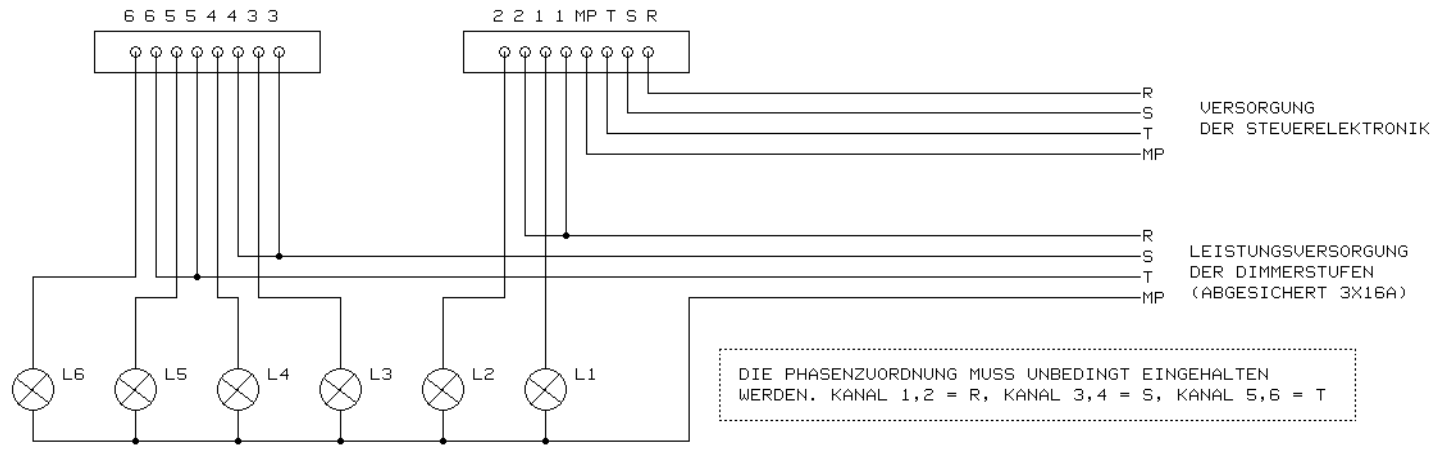 6 6 5 5 4 4 3 3
2 2 1 1 MP T S R
R
S
T
MP
VERSORGUNG
DER STEUERELEKTRONIK
R
S
T
MP
LEISTUNGSVERSORGUNG
DER DIMMERSTUFEN
(ABGESICHERT 3X16A)
L6 L5 L4 L3 L2 L1
DIE PHASENZUORDNUNG MUSS UNBEDINGT EINGEHALTEN
WERDEN. KANAL 1,2 = R, KANAL 3,4 = S, KANAL 5,6 = T